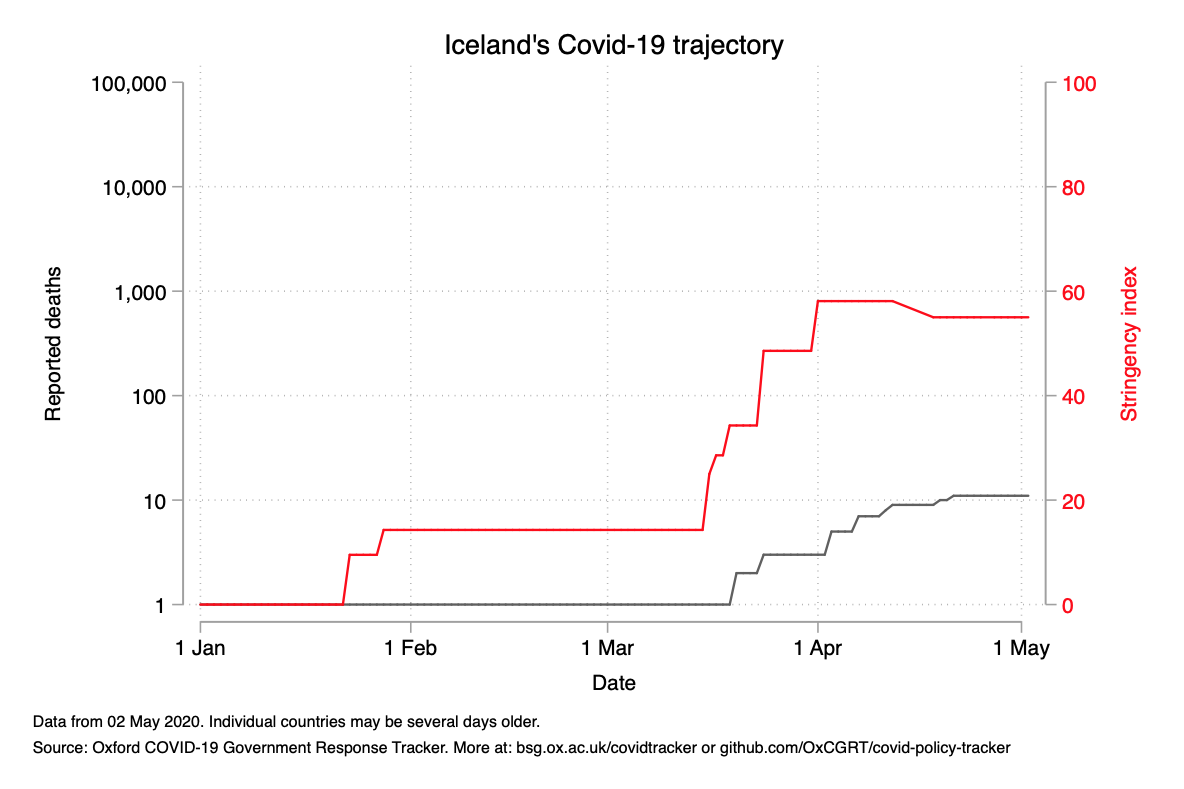 Iceland's Covid-19 trajectory
100,000
10,000
1,000
100
10
1
Reported deaths
100
80
60
40
20
0
Stringency index
1 Jan
1 Feb
1 Mar
1 Apr
1 May
Date
Data from 02 May 2020. Individual countries may be several days older.
Source: Oxford COVID-19 Government Response Tracker. More at: bsg.ox.ac.uk/covidtracker or github.com/OxCGRT/covid-policy-tracker